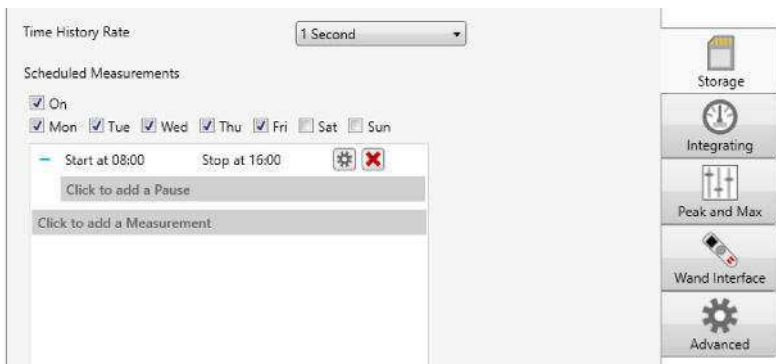 Time History Rate 1 Second
Scheduled Measurements
On
Mon Tue Wed Thu Fri Sat Sun
Start at 08:00 Stop at 16:00
Click to add a Pause
Click to add a Measurement
Storage
Integrating
Peak and Max
Wand Interface
Advanced